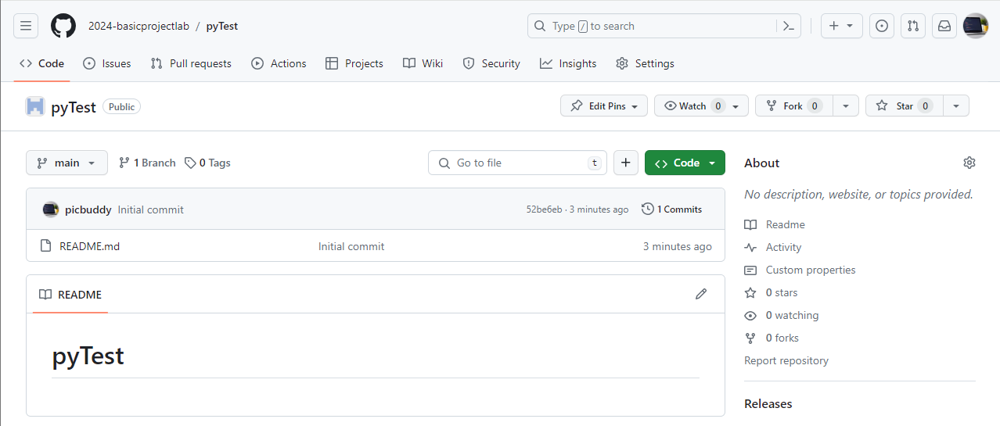 2024-basicprojectlab / pyTest Type / to search
Code Issues Pull requests Actions Projects Wiki Security Insights Settings
pyTest Public Edit Pins Watch 0 Fork 0 Star 0
main 1 Branch 0 Tags Go to file t + Code
picbuddy Initial commit 52be6eb · 3 minutes ago 1 Commits
README.md Initial commit 3 minutes ago
README
pyTest
About
No description, website, or topics provided.
Readme
Activity
Custom properties
0 stars
0 watching
0 forks
Report repository
Releases